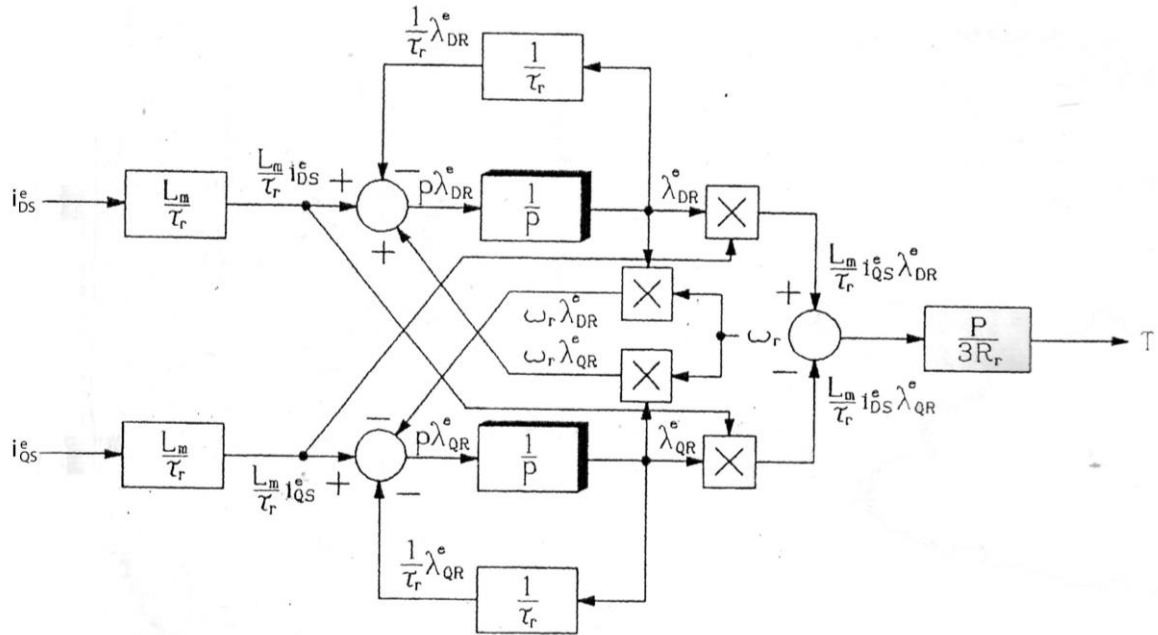 1/τr λ^e_DR
1/τr
Lm/τr i^e_DS + − pλ^e_DR 1/p λ^e_DR ×
i^e_DS Lm/τr
+
× Lm/τr i^e_QS λ^e_DR
ωr λ^e_DR + P/3Rr T
ωr
ωr λ^e_QR × −
Lm/τr i^e_DS λ^e_QR
− pλ^e_QR 1/p λ^e_QR ×
i^e_QS Lm/τr
Lm/τr i^e_QS + −
1/τr λ^e_QR
1/τr